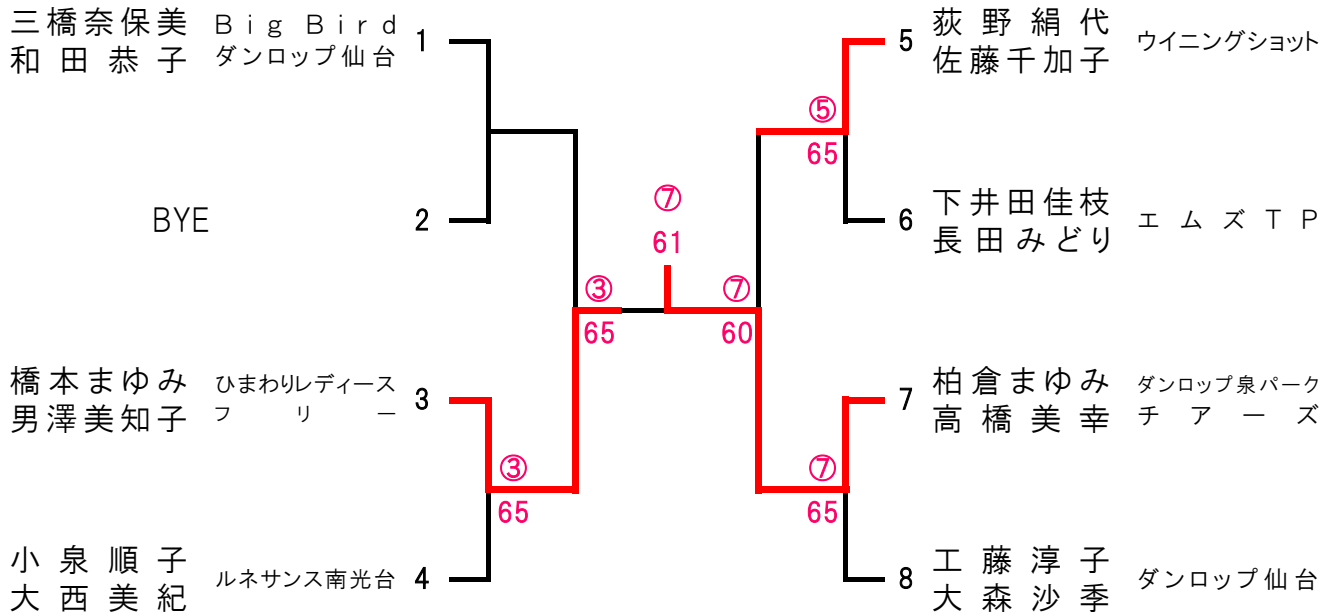 三橋奈保美 Big Bird 1
和田恭子 ダンロップ仙台
BYE 2
橋本まゆみ ひまわりレディース 3
男澤美知子 フリー
小泉順子 ルネサンス南光台 4
大西美紀
③
65
③
65
⑦
61
⑦
60
⑤
65
⑦
65
5 荻野絹代 ウイニングショット
佐藤千加子
6 下井田佳枝 エムズTP
長田みどり
7 柏倉まゆみ ダンロップ泉パーク
高橋美幸 チアーズ
8 工藤淳子 ダンロップ仙台
大森沙季